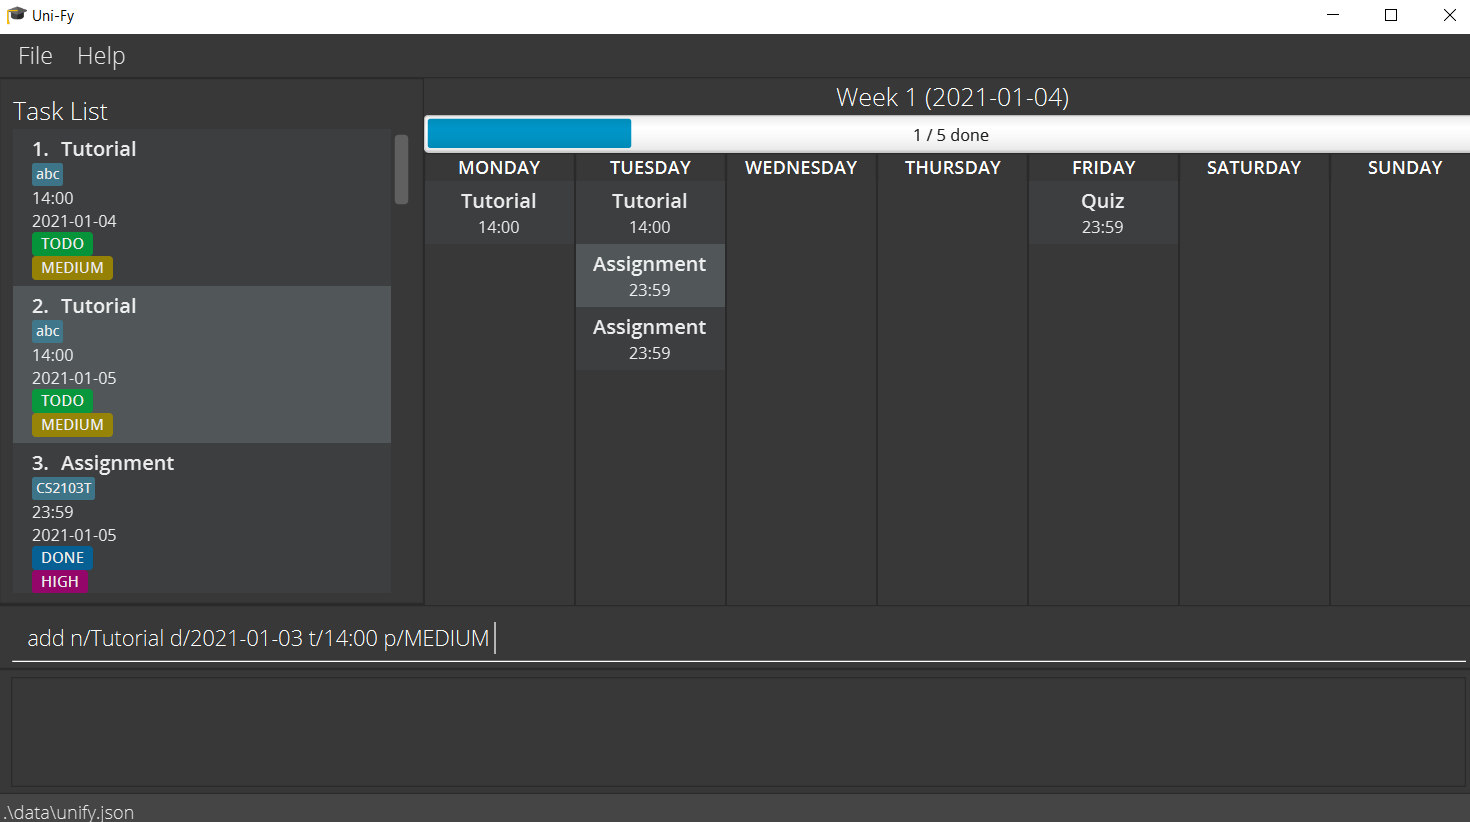 Uni-Fy
File Help
Task List
1. Tutorial
abc
14:00
2021-01-04
TODO
MEDIUM
2. Tutorial
abc
14:00
2021-01-05
TODO
MEDIUM
3. Assignment
CS2103T
23:59
2021-01-05
DONE
HIGH
Week 1 (2021-01-04)
1 / 5 done
MONDAY TUESDAY WEDNESDAY THURSDAY FRIDAY SATURDAY SUNDAY
Tutorial Tutorial Quiz
14:00 14:00 23:59
Assignment
23:59
Assignment
23:59
add n/Tutorial d/2021-01-03 t/14:00 p/MEDIUM
.\data\unify.json